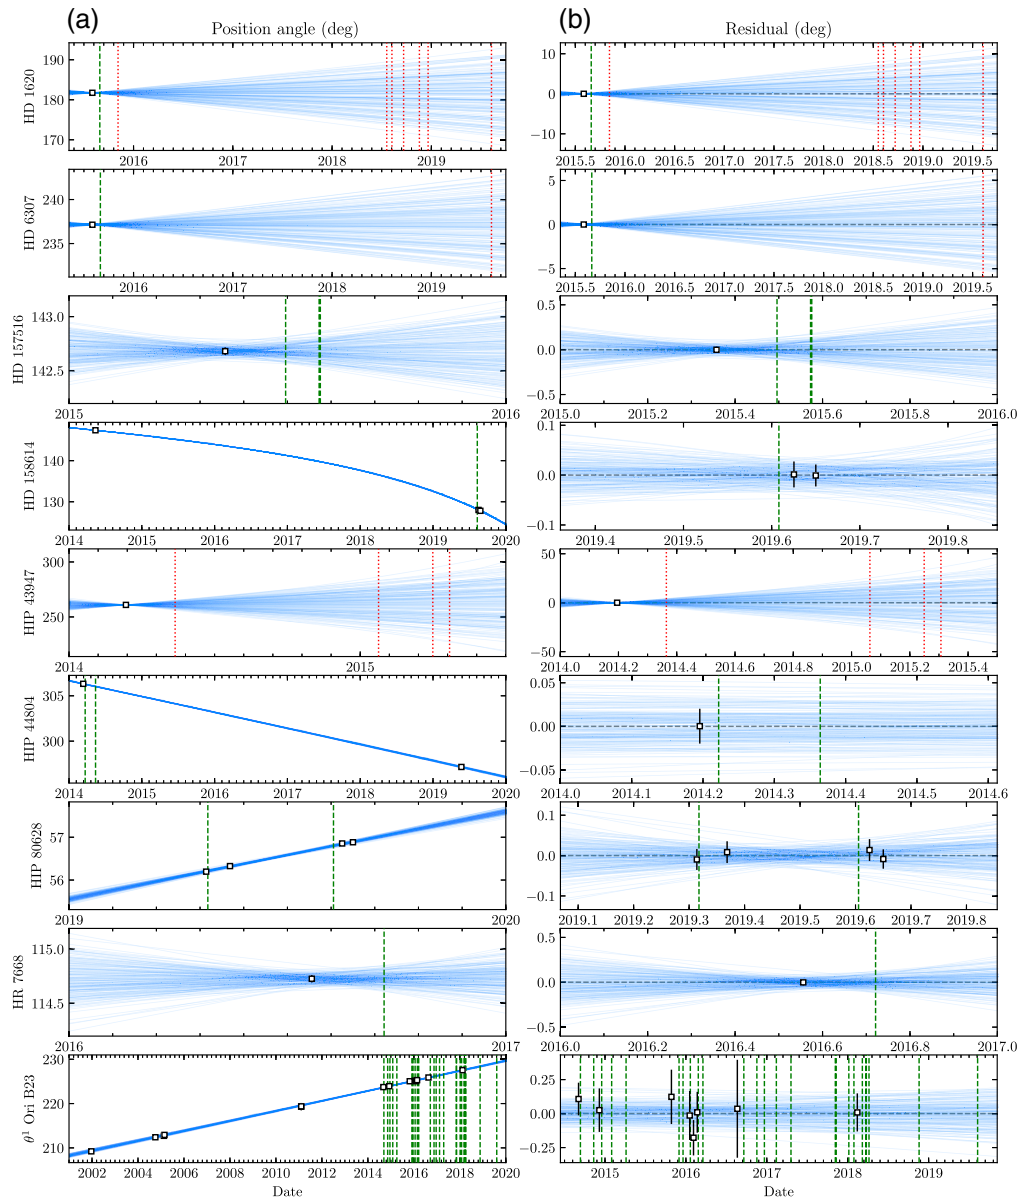 (a) (b)
Position angle (deg) Residual (deg)
HD 1620
190
180
170
2016 2017 2018 2019
10
0
−10
2015.5 2016.0 2016.5 2017.0 2017.5 2018.0 2018.5 2019.0 2019.5
HD 6307
240
235
2016 2017 2018 2019
5
0
−5
2015.5 2016.0 2016.5 2017.0 2017.5 2018.0 2018.5 2019.0 2019.5
HD 157516
143.0
142.5
2015 2016
0.5
0.0
−0.5
2015.0 2015.2 2015.4 2015.6 2015.8 2016.0
HD 158614
140
130
2014 2015 2016 2017 2018 2019 2020
0.1
0.0
−0.1
2019.4 2019.5 2019.6 2019.7 2019.8
HIP 43947
300
250
2014 2015
50
0
−50
2014.0 2014.2 2014.4 2014.6 2014.8 2015.0 2015.2 2015.4
HIP 44804
305
300
2014 2015 2016 2017 2018 2019 2020
0.05
0.00
−0.05
2014.0 2014.1 2014.2 2014.3 2014.4 2014.5 2014.6
HIP 80628
57
56
2019 2020
0.1
0.0
−0.1
2019.1 2019.2 2019.3 2019.4 2019.5 2019.6 2019.7 2019.8
HR 7668
115.0
114.5
2016 2017
0.5
0.0
−0.5
2016.0 2016.2 2016.4 2016.6 2016.8 2017.0
θ¹ Ori B23
230
220
210
2002 2004 2006 2008 2010 2012 2014 2016 2018 2020
0.25
0.00
−0.25
2015 2016 2017 2018 2019
Date Date